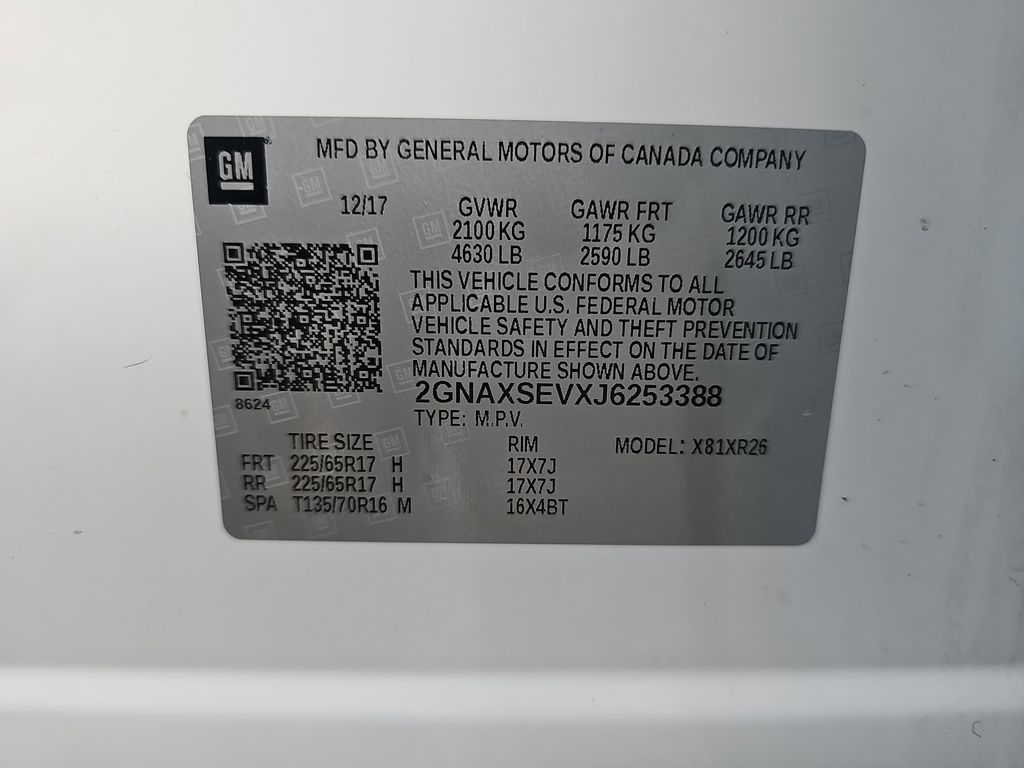 GM
MFD BY GENERAL MOTORS OF CANADA COMPANY
12/17 GVWR GAWR FRT GAWR RR
2100 KG 1175 KG 1200 KG
4630 LB 2590 LB 2645 LB
THIS VEHICLE CONFORMS TO ALL
APPLICABLE U.S. FEDERAL MOTOR
VEHICLE SAFETY AND THEFT PREVENTION
STANDARDS IN EFFECT ON THE DATE OF
MANUFACTURE SHOWN ABOVE.
2GNAXSEVXJ6253388
8624
TYPE: M.P.V.
TIRE SIZE RIM MODEL: X81XR26
FRT 225/65R17 H 17X7J
RR 225/65R17 H 17X7J
SPA T135/70R16 M 16X4BT